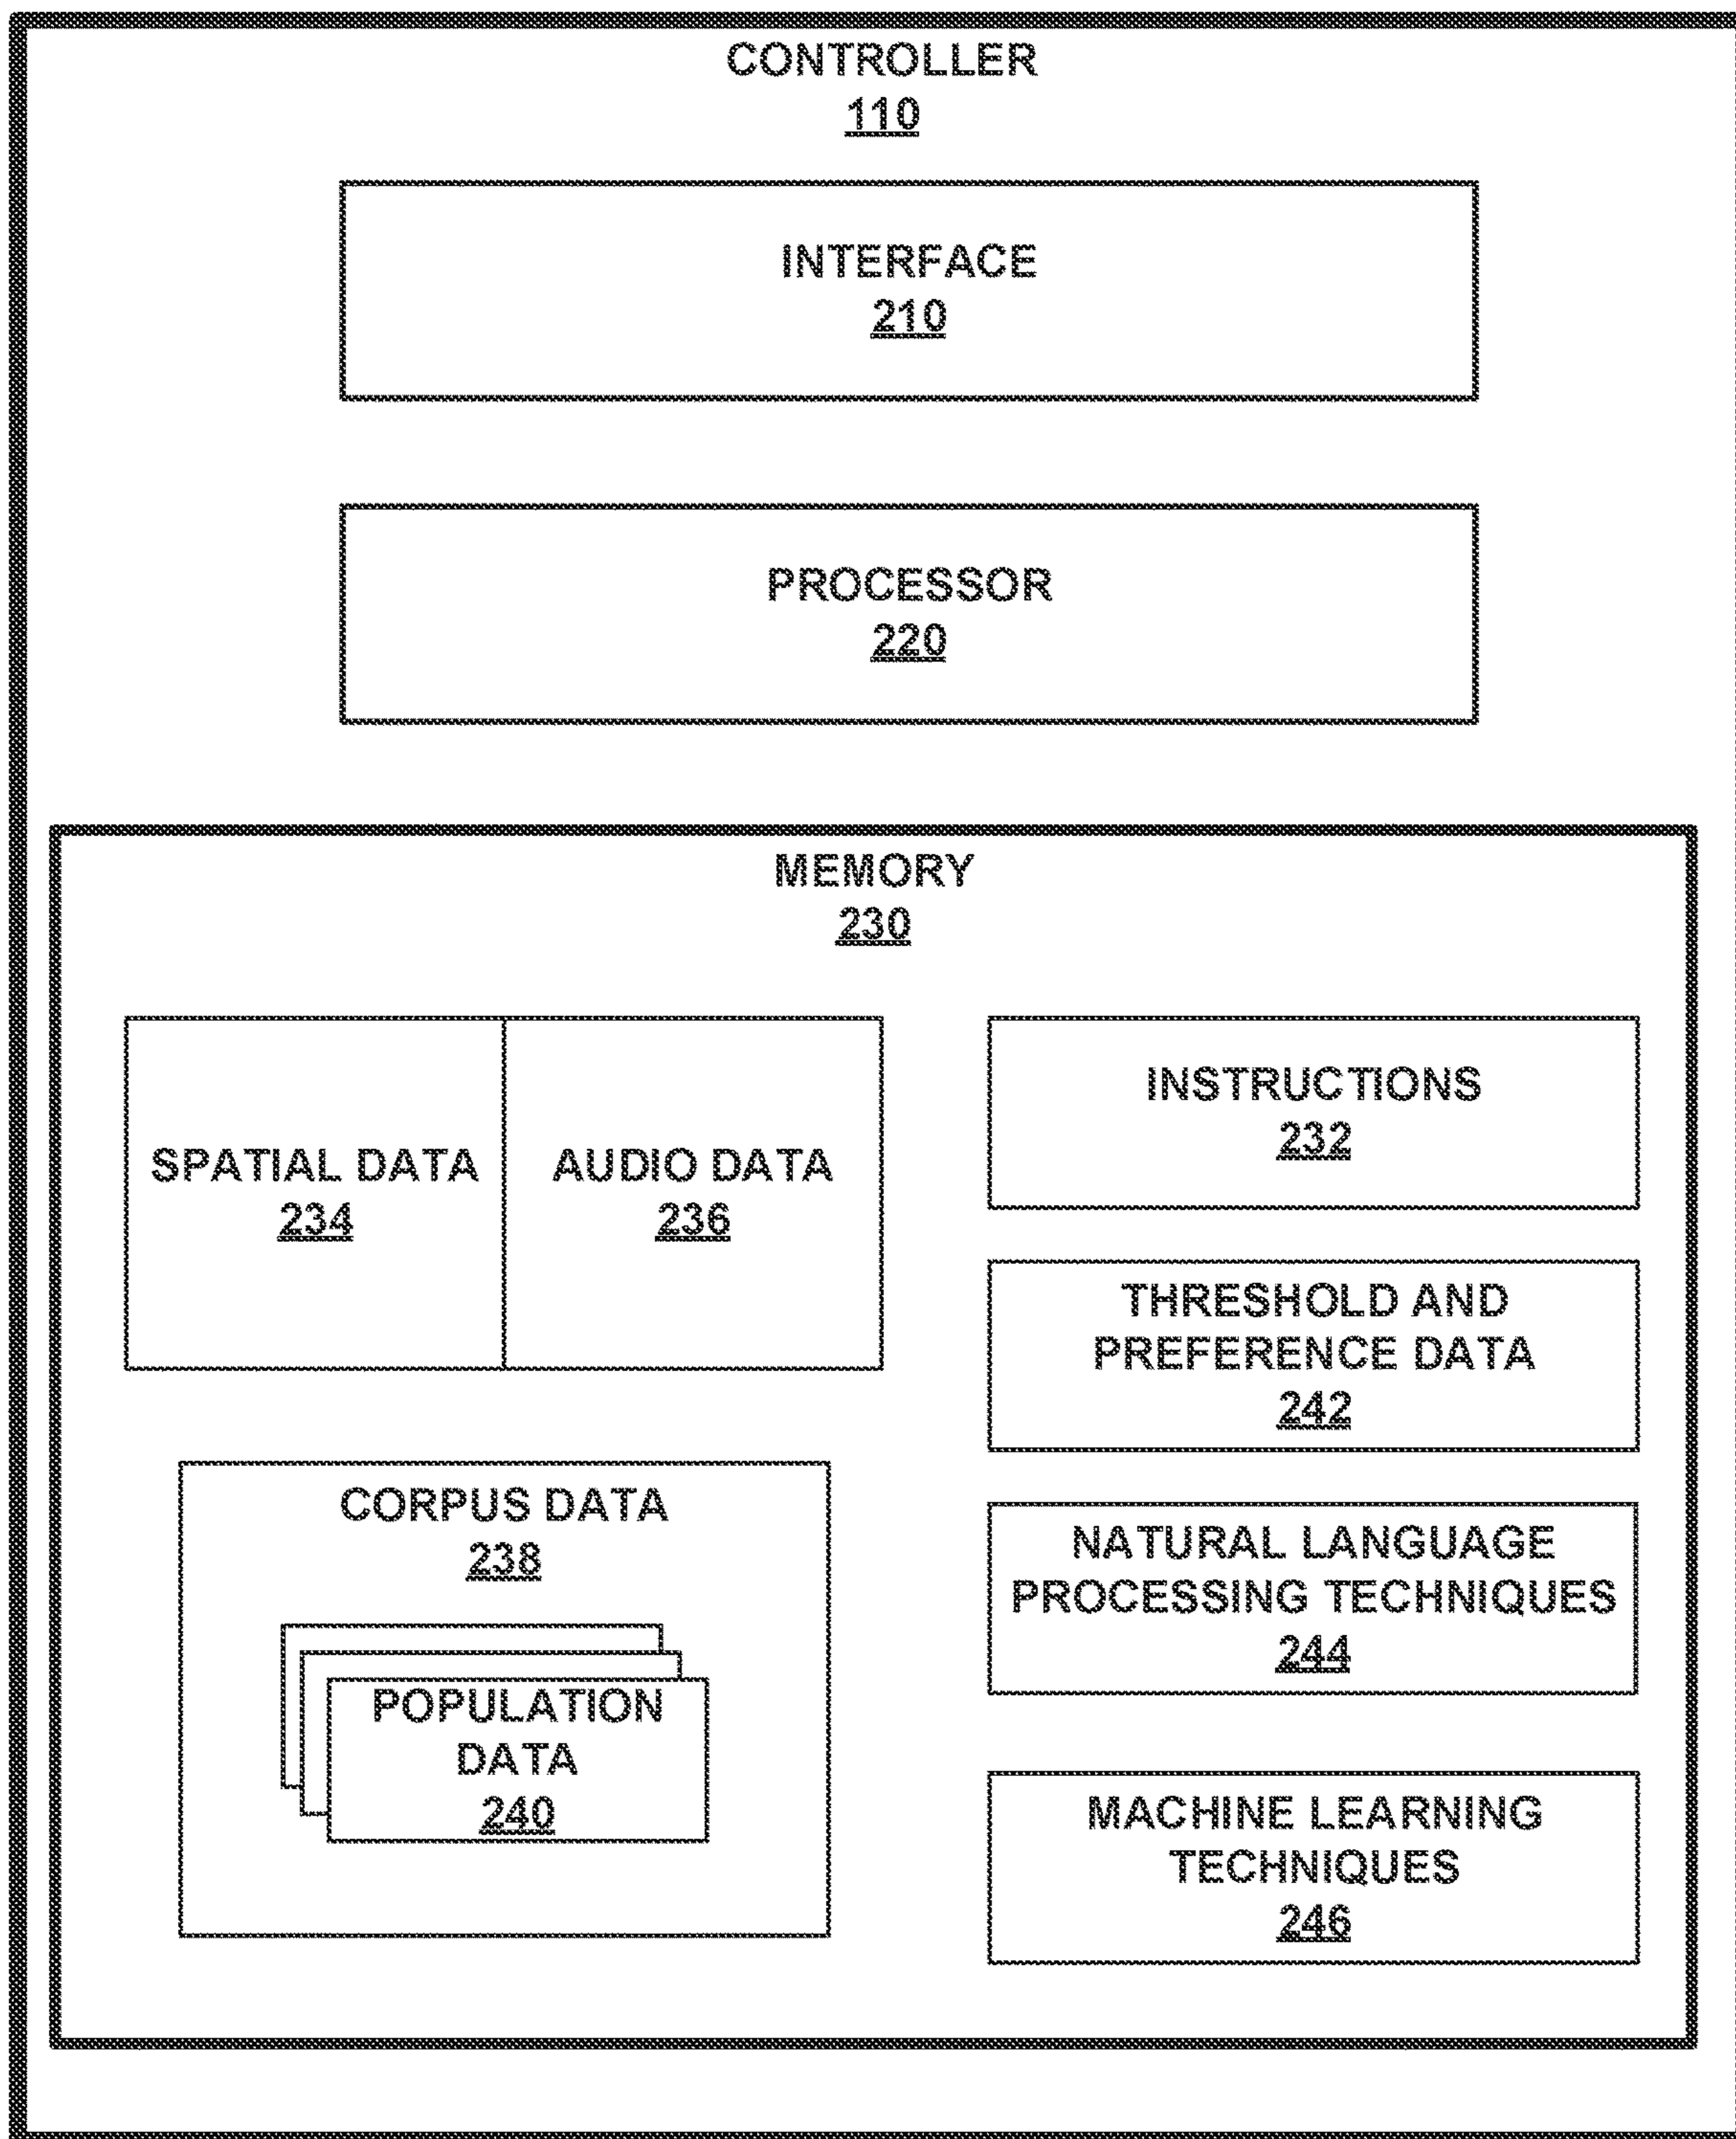 CONTROLLER
110
INTERFACE
210
PROCESSOR
220
MEMORY
230
SPATIAL DATA
234
AUDIO DATA
236
INSTRUCTIONS
232
THRESHOLD AND
PREFERENCE DATA
242
CORPUS DATA
238
POPULATION
DATA
240
NATURAL LANGUAGE
PROCESSING TECHNIQUES
244
MACHINE LEARNING
TECHNIQUES
246